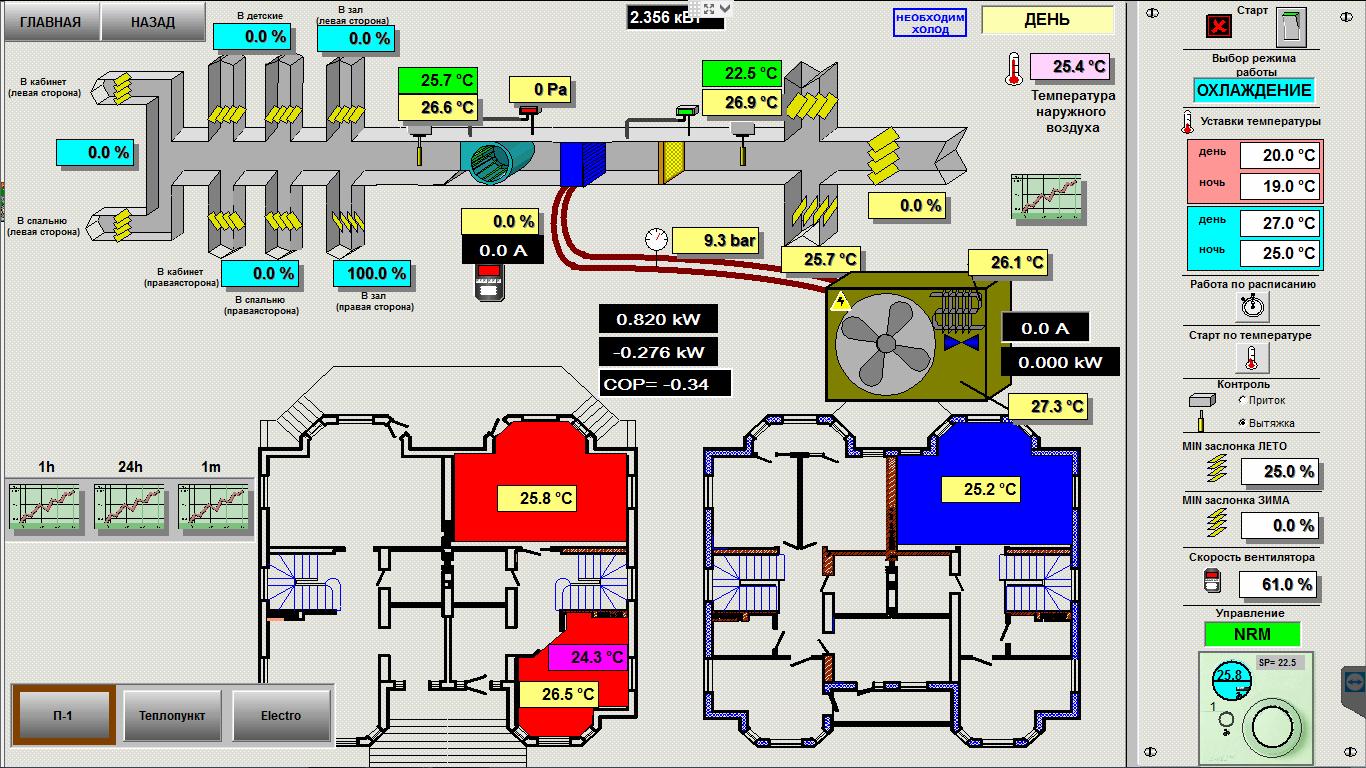 ГЛАВНАЯ
НАЗАД
В детские
0.0 %
В зал
(левая сторона)
0.0 %
2.356 кВт
НЕОБХОДИМ
ХОЛОД
ДЕНЬ
Старт
Выбор режима
работы
ОХЛАЖДЕНИЕ
Уставки температуры
день
20.0 °C
ночь
19.0 °C
день
27.0 °C
ночь
25.0 °C
Работа по расписанию
Старт по температуре
Контроль
Приток
Вытяжка
MIN заслонка ЛЕТО
25.0 %
MIN заслонка ЗИМА
0.0 %
Скорость вентилятора
61.0 %
Управление
NRM
SP= 22.5
25.8
1
В кабинет
(левая сторона)
25.7 °C
26.6 °C
0 Pa
22.5 °C
26.9 °C
25.4 °C
Температура
наружного
воздуха
0.0 %
В спальню
(левая сторона)
0.0 %
0.0 A
9.3 bar
25.7 °C
26.1 °C
0.0 %
В кабинет
(праваясторона)
0.0 %
В спальню
(праваясторона)
100.0 %
В зал
(правая сторона)
0.820 kW
-0.276 kW
COP= -0.34
0.0 A
0.000 kW
27.3 °C
1h
24h
1m
25.8 °C
25.2 °C
24.3 °C
26.5 °C
П-1
Теплопункт
Electro